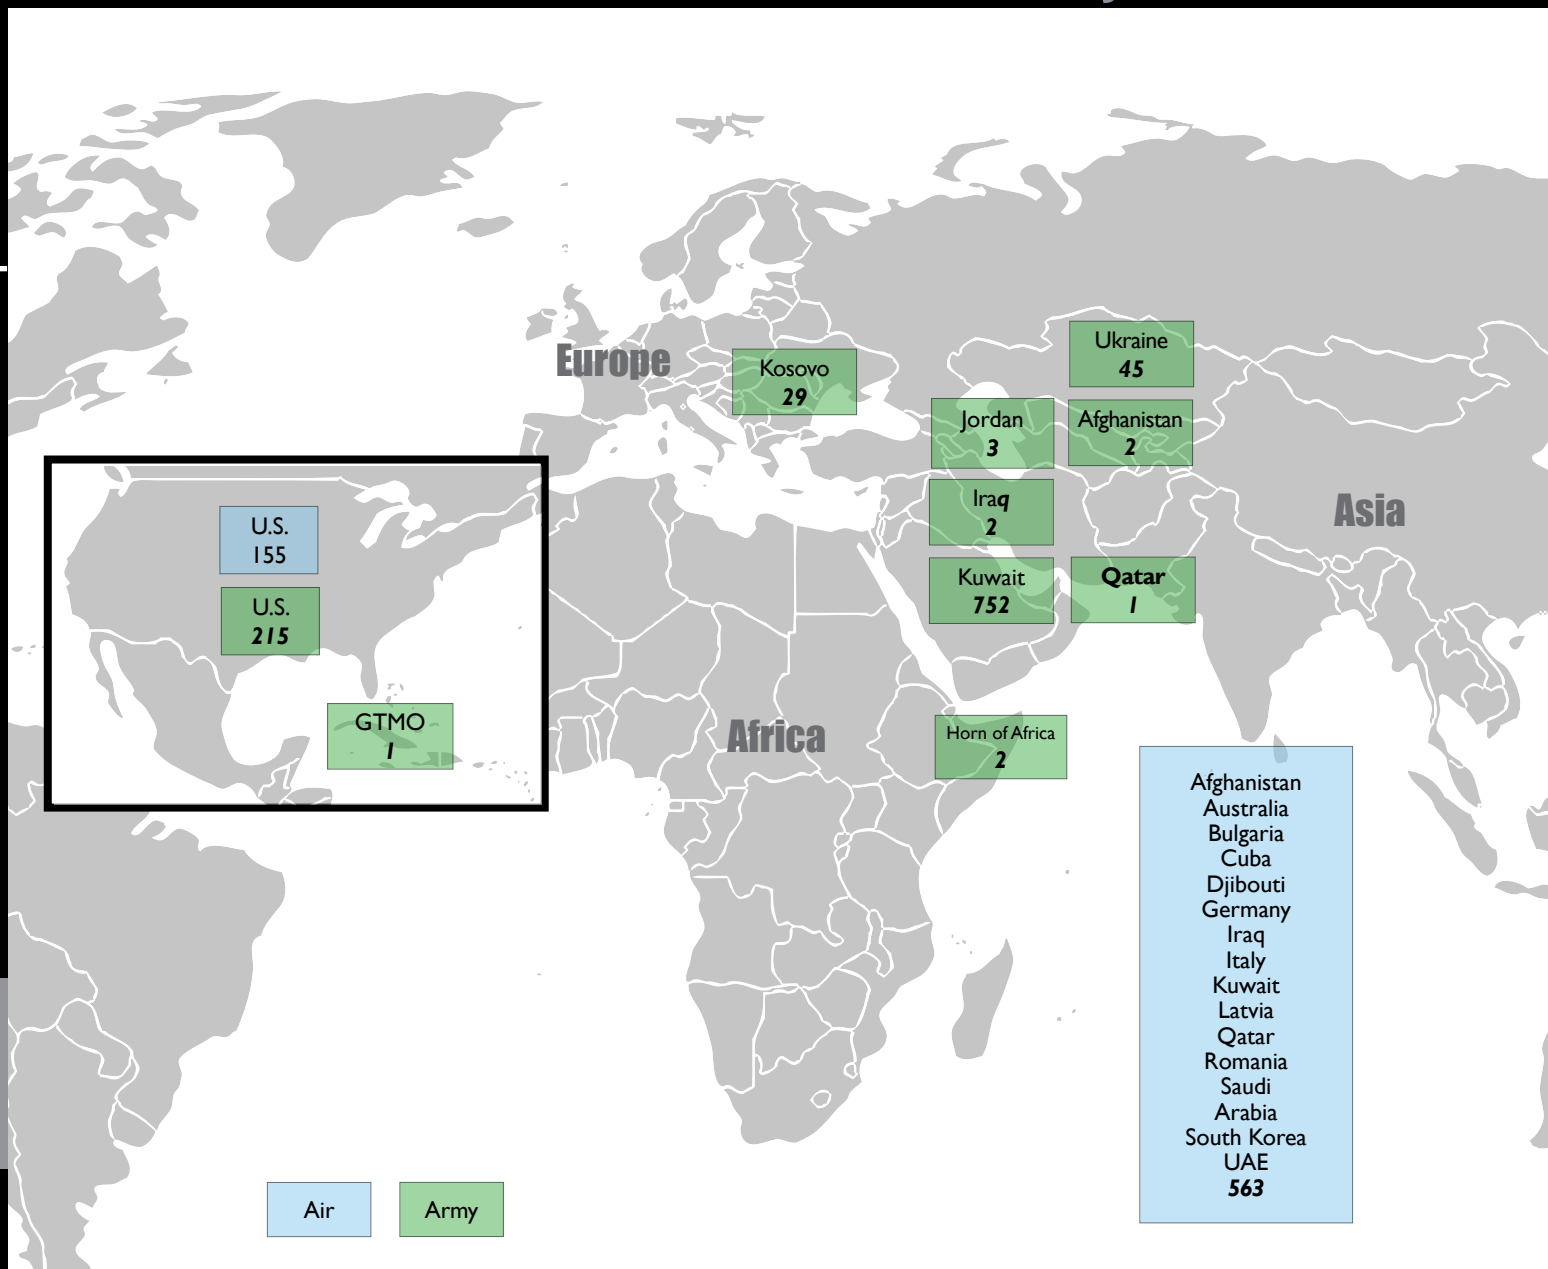 Europe
Kosovo
29
Ukraine
45
Jordan
3
Afghanistan
2
Iraq
2
Asia
Kuwait
752
Qatar
1
U.S.
155
U.S.
215
GTMO
1
Africa
Horn of Africa
2
Afghanistan
Australia
Bulgaria
Cuba
Djibouti
Germany
Iraq
Italy
Kuwait
Latvia
Qatar
Romania
Saudi
Arabia
South Korea
UAE
563
Air
Army